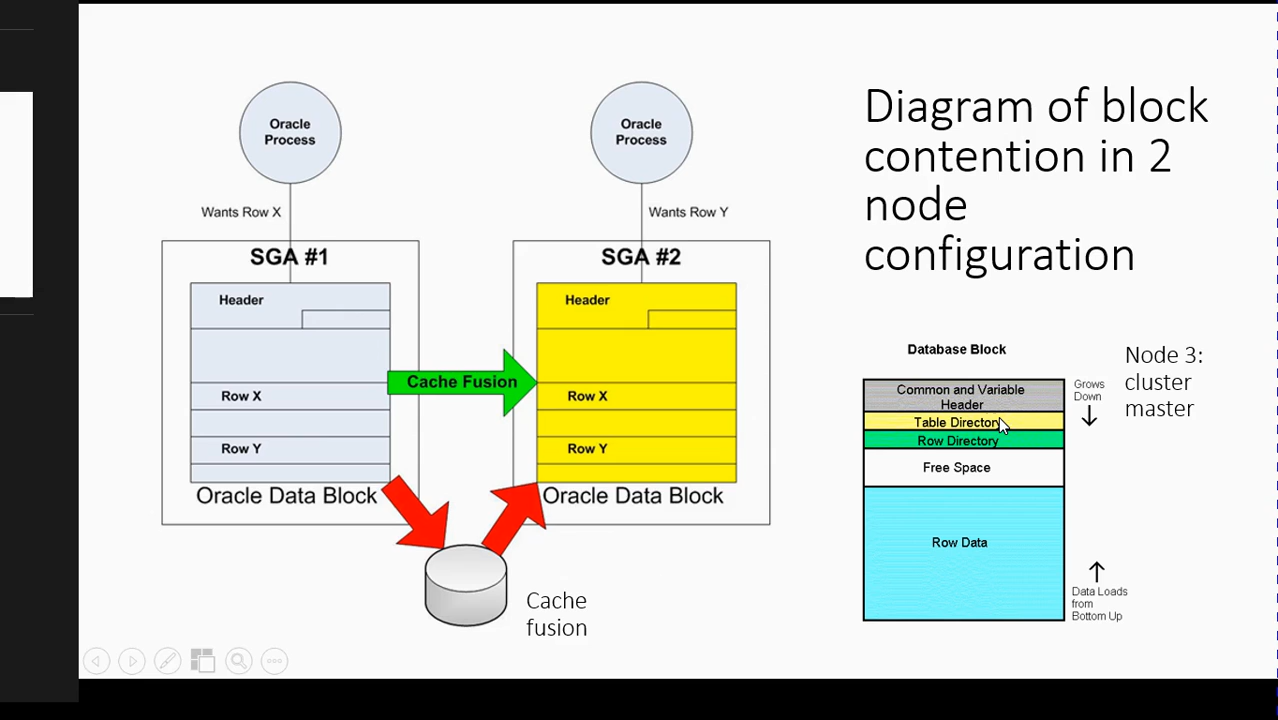 Oracle
Process
Oracle
Process
Wants Row X
Wants Row Y
SGA #1
SGA #2
Header
Header
Cache Fusion
Row X
Row X
Row Y
Row Y
Oracle Data Block
Oracle Data Block
Cache
fusion
Diagram of block
contention in 2
node
configuration
Database Block
Common and Variable
Header
Table Directory
Row Directory
Free Space
Row Data
Grows
Down
Data Loads
from
Bottom Up
Node 3:
cluster
master